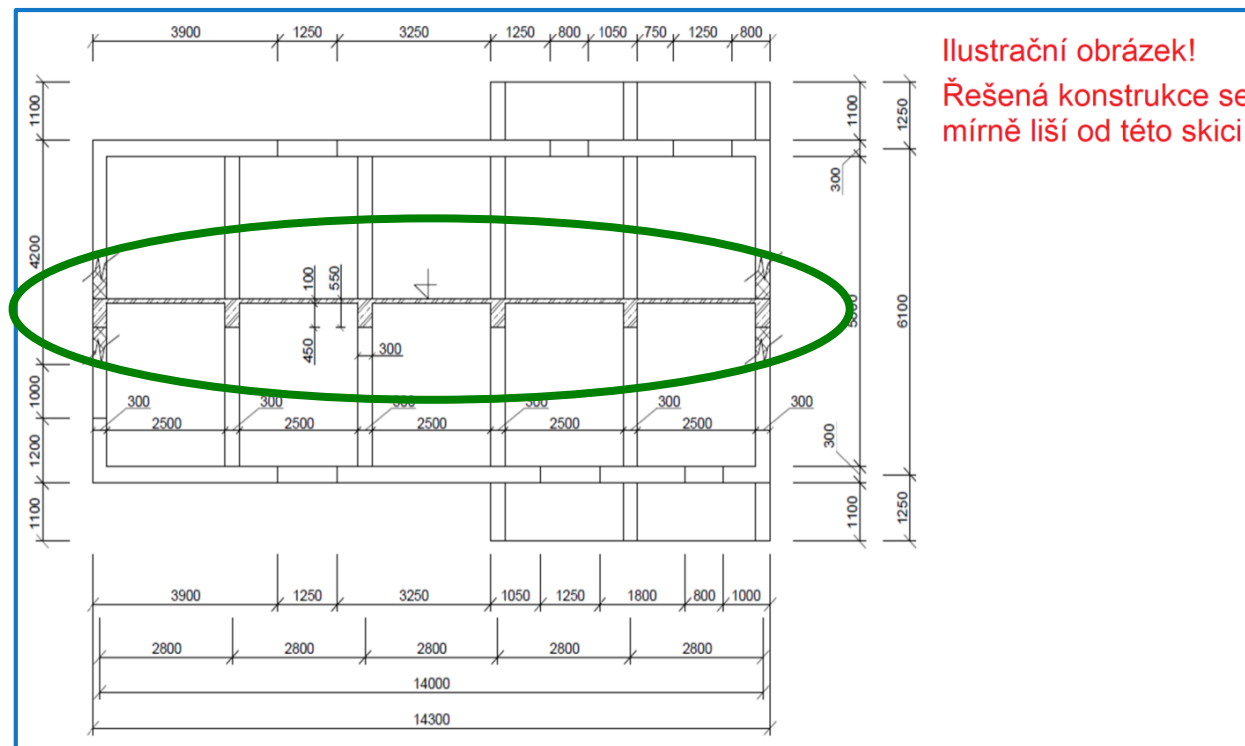 3900 1250 3250 1250 800 1050 750 1250 800
Ilustrační obrázek!
Řešená konstrukce se
mírně liší od této skici
1100 1100 1250
300
4200 100 550 6100
450 300
1000
300 300 300 300 300 300
2500 2500 2500 2500 2500
1200 300
1100 1100 1250
3900 1250 3250 1050 1250 1800 800 1000
2800 2800 2800 2800 2800
14000
14300